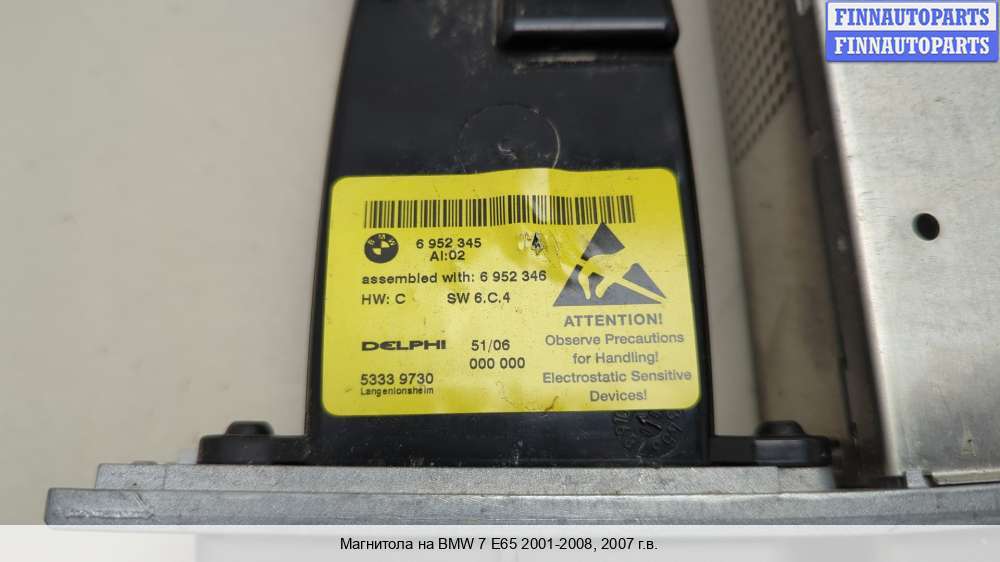 FINNAUTOPARTS
FINNAUTOPARTS
BMW
6 952 345
AI:02
assembled with: 6 952 346
HW: C SW 6.C.4
ATTENTION!
Observe Precautions
for Handling!
Electrostatic Sensitive
Devices!
DELPHI 51/06
000 000
5333 9730
Langenlonsheim
Магнитола на BMW 7 E65 2001-2008, 2007 г.в.